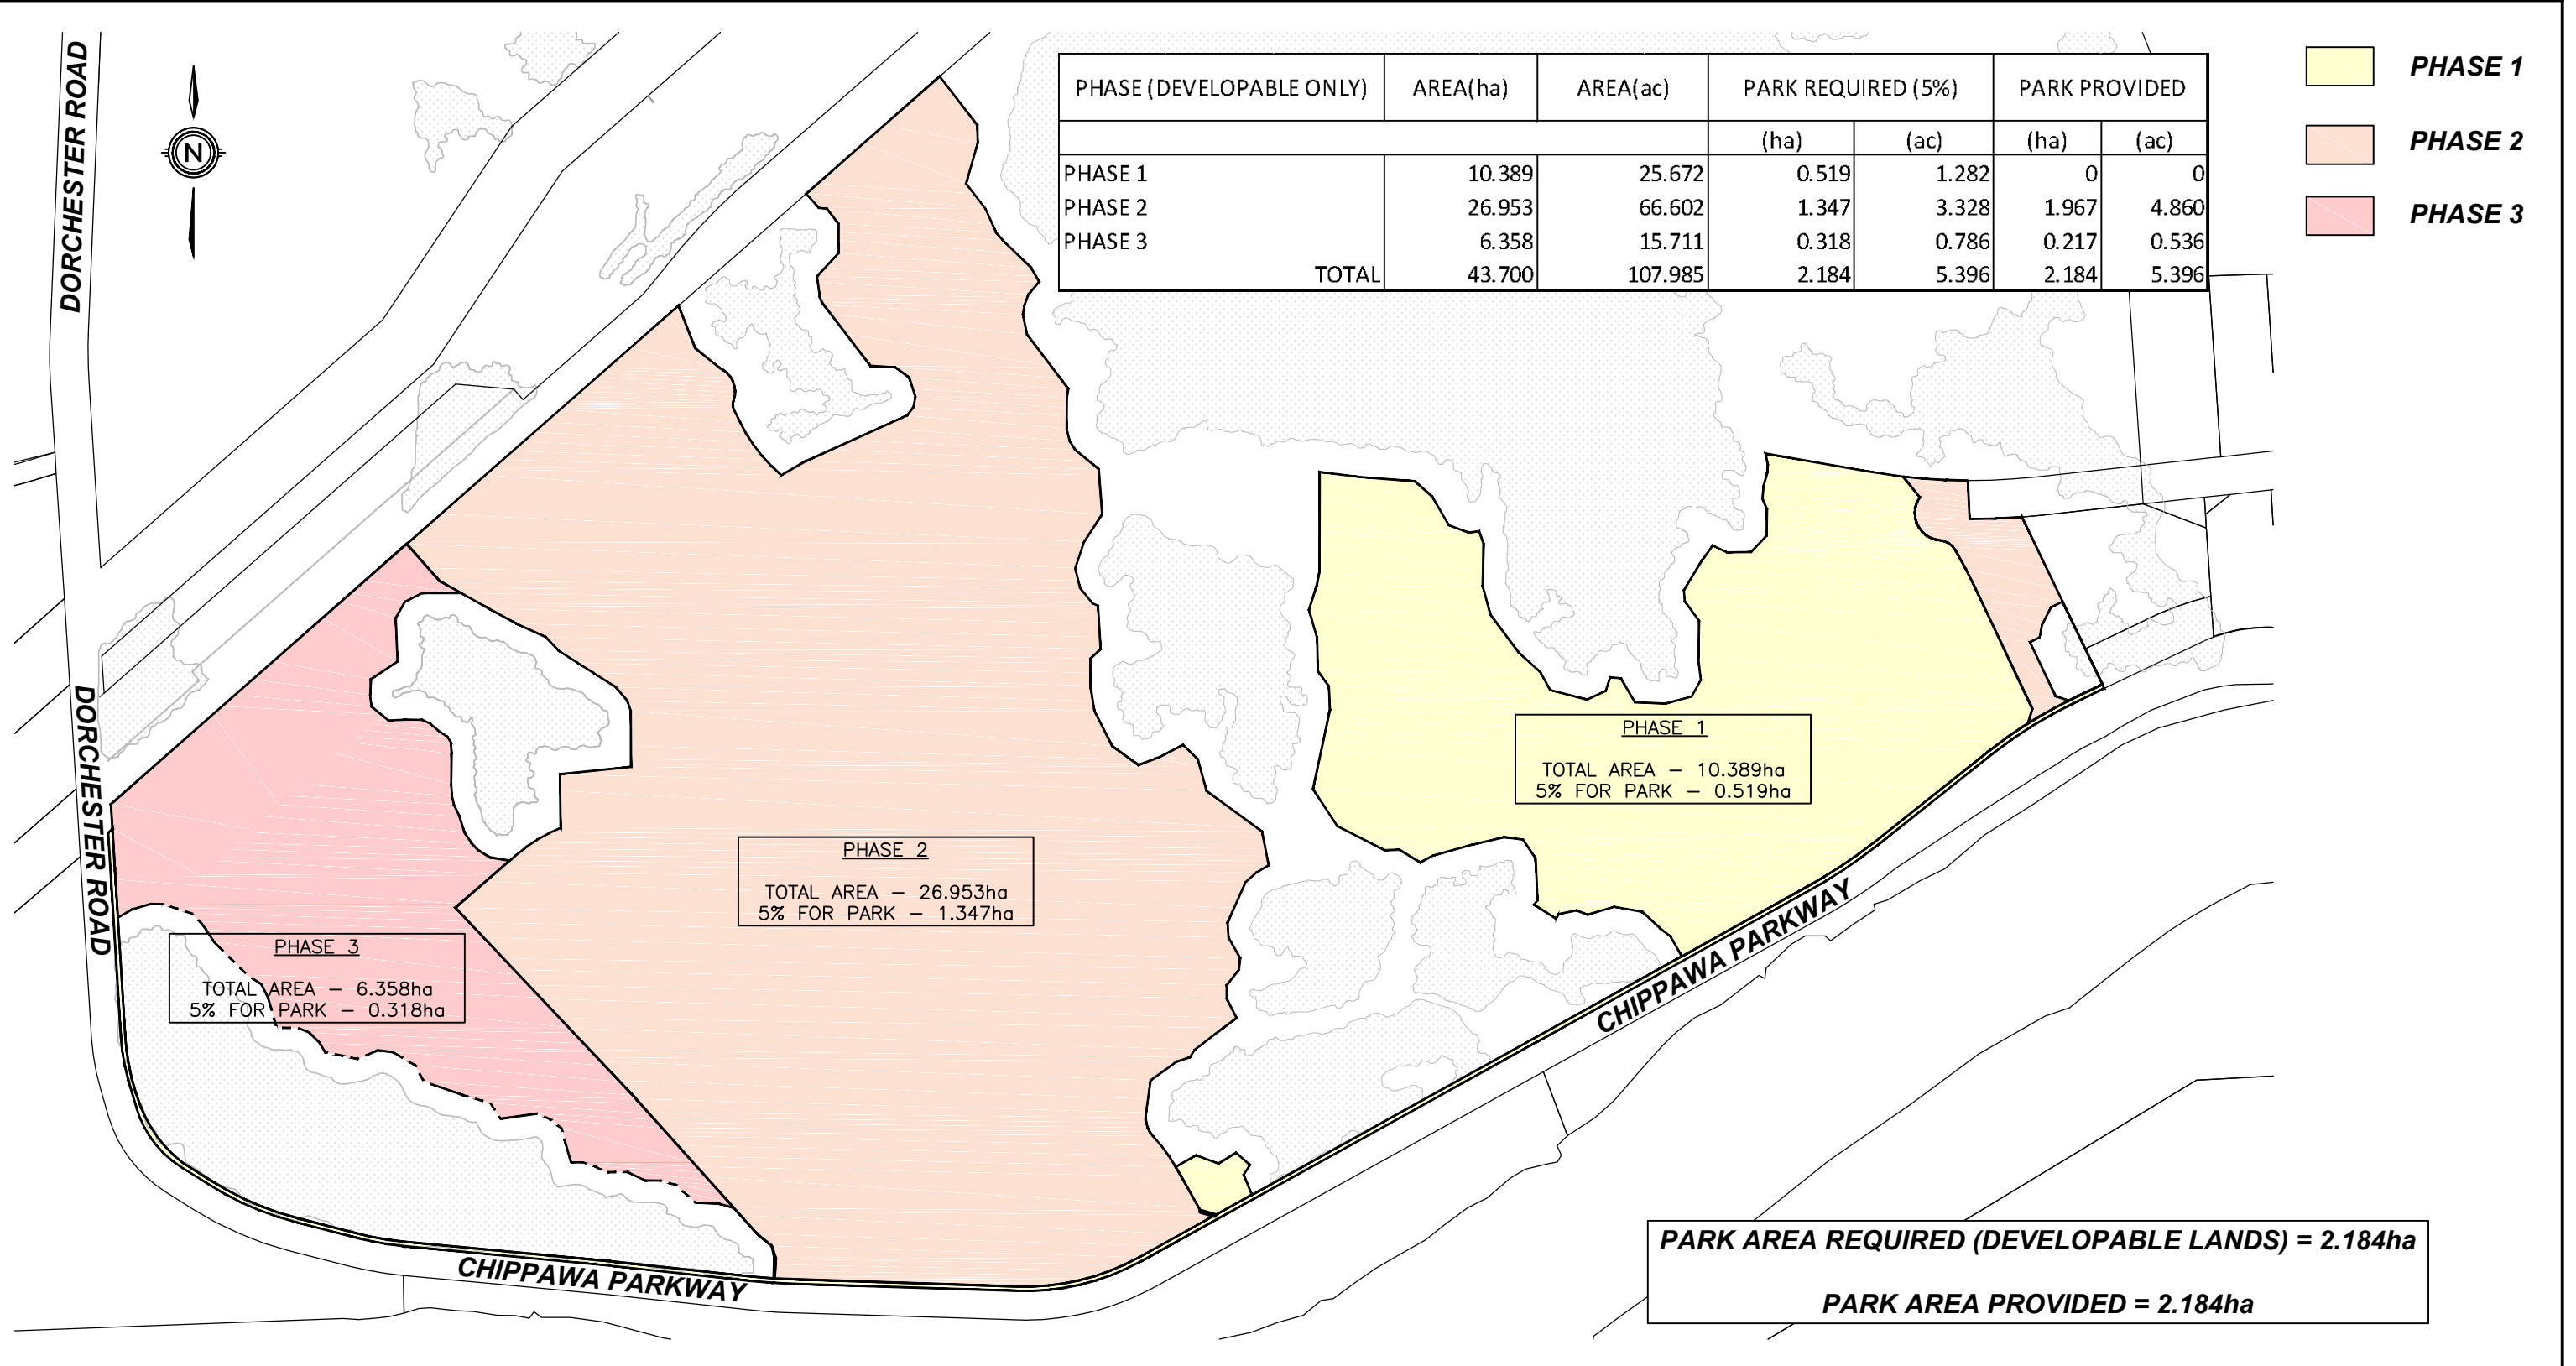 DORCHESTER ROAD
N
PHASE (DEVELOPABLE ONLY) AREA(ha) AREA(ac) PARK REQUIRED (5%) PARK PROVIDED
(ha) (ac) (ha) (ac)
PHASE 1 10.389 25.672 0.519 1.282 0 0
PHASE 2 26.953 66.602 1.347 3.328 1.967 4.860
PHASE 3 6.358 15.711 0.318 0.786 0.217 0.536
TOTAL 43.700 107.985 2.184 5.396 2.184 5.396
PHASE 1
PHASE 2
PHASE 3
DORCHESTER ROAD
PHASE 1
TOTAL AREA – 10.389ha
5% FOR PARK – 0.519ha
PHASE 2
TOTAL AREA – 26.953ha
5% FOR PARK – 1.347ha
PHASE 3
TOTAL AREA – 6.358ha
5% FOR PARK – 0.318ha
CHIPPAWA PARKWAY
CHIPPAWA PARKWAY
PARK AREA REQUIRED (DEVELOPABLE LANDS) = 2.184ha
PARK AREA PROVIDED = 2.184ha